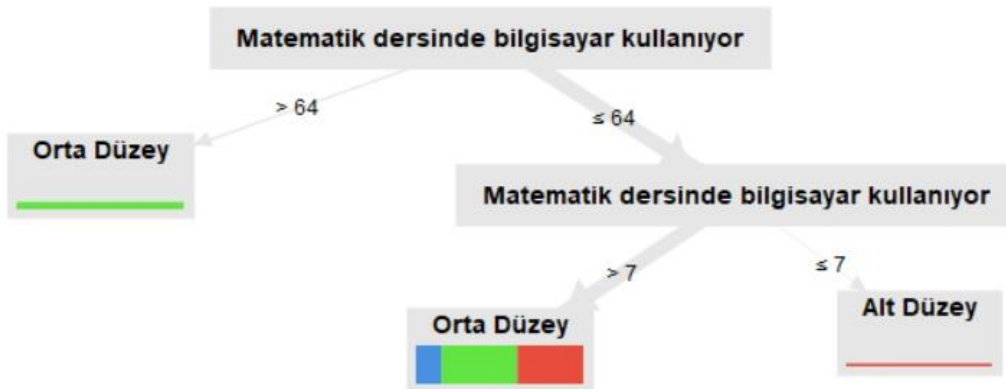 Matematik dersinde bilgisayar kullanıyor
> 64
≤ 64
Orta Düzey
Matematik dersinde bilgisayar kullanıyor
> 7
≤ 7
Orta Düzey
Alt Düzey